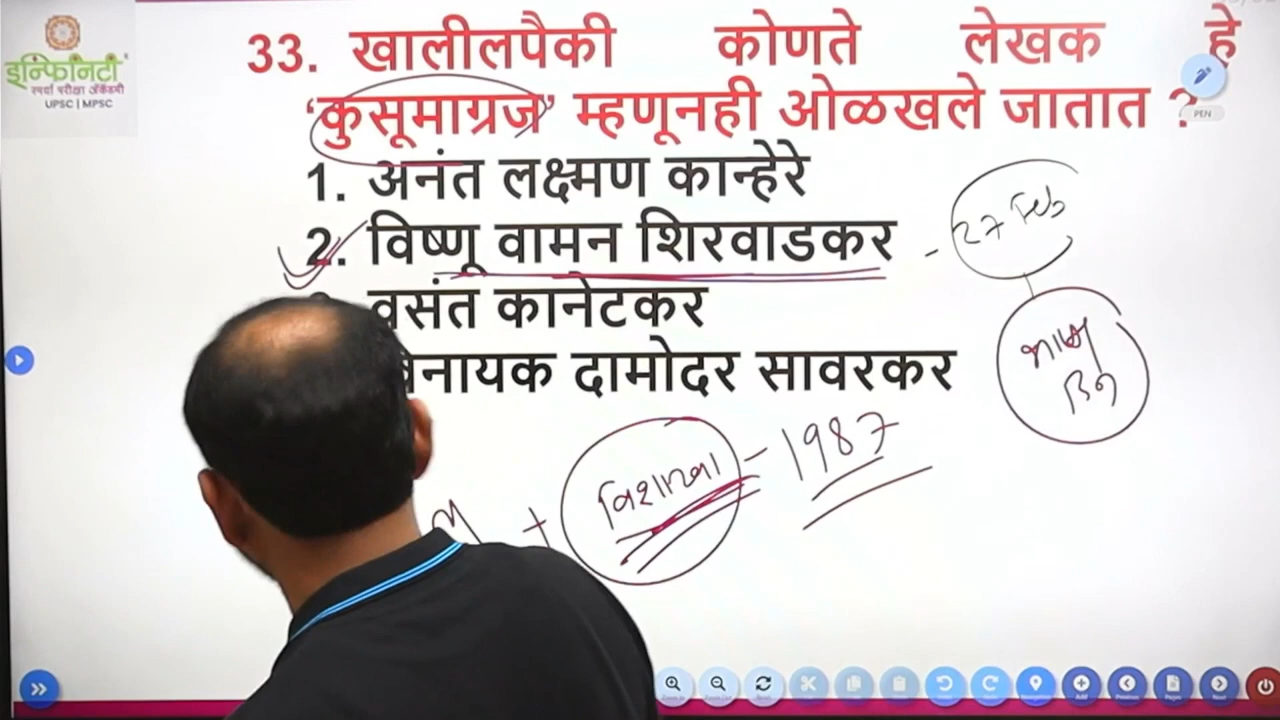 इन्फिनिटी
स्पर्धा परीक्षा अ‍ॅकॅडमी
UPSC | MPSC
33. खालीलपैकी कोणते लेखक हे
‘कुसूमाग्रज’ म्हणूनही ओळखले जातात ?
PEN
1. अनंत लक्ष्मण कान्हेरे
2. विष्णू वामन शिरवाडकर - 27 Feb
वसंत कानेटकर
विनायक दामोदर सावरकर
+ विशाखा - 1987